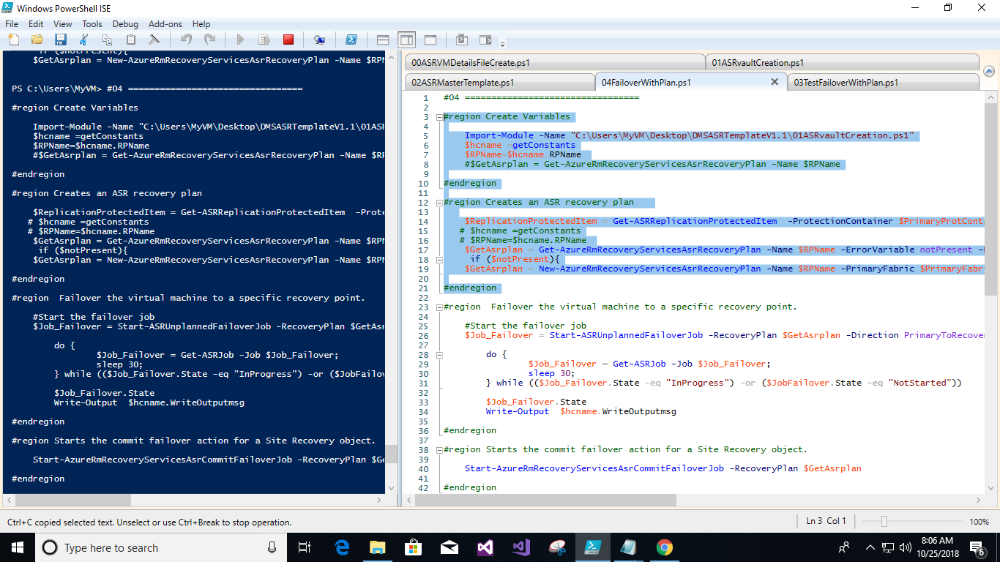 Windows PowerShell ISE
File Edit View Tools Debug Add-ons Help
$GetAsrplan = New-AzureRmRecoveryServicesAsrRecoveryPlan -Name $RP
PS C:\Users\MyVM> #04 =================================
#region Create Variables
Import-Module -Name "C:\Users\MyVM\Desktop\DMSASRTemplateV1.1\01AS
$hcname =getConstants
$RPName=$hcname.RPName
#$GetAsrplan = Get-AzureRmRecoveryServicesAsrRecoveryPlan -Name $R
#endregion
#region Creates an ASR recovery plan
$ReplicationProtectedItem = Get-ASRReplicationProtectedItem  -Prot
# $hcname =getConstants
# $RPName=$hcname.RPName
$GetAsrplan = Get-AzureRmRecoveryServicesAsrRecoveryPlan -Name $RP
if ($notPresent){
$GetAsrplan = New-AzureRmRecoveryServicesAsrRecoveryPlan -Name $RP
#endregion
#region  Failover the virtual machine to a specific recovery point.
#Start the failover job
$Job_Failover = Start-ASRUnplannedFailoverJob -RecoveryPlan $GetAs
do {
$Job_Failover = Get-ASRJob -Job $Job_Failover;
sleep 30;
} while (($Job_Failover.State -eq "InProgress") -or ($JobFailov
$Job_Failover.State
Write-Output  $hcname.WriteOutputmsg
#endregion
#region Starts the commit failover action for a Site Recovery object.
Start-AzureRmRecoveryServicesAsrCommitFailoverJob -RecoveryPlan $G
#endregion
00ASRVMDetailsFileCreate.ps1 01ASRvaultCreation.ps1
02ASRMasterTemplate.ps1 04FailoverWithPlan.ps1 03TestFailoverWithPlan.ps1
1 #04 =================================
2
3 #region Create Variables
4
5 Import-Module -Name "C:\Users\MyVM\Desktop\DMSASRTemplateV1.1\01ASRvaultCreation.ps1"
6 $hcname =getConstants
7 $RPName=$hcname.RPName
8 #$GetAsrplan = Get-AzureRmRecoveryServicesAsrRecoveryPlan -Name $RPName
9
10 #endregion
11
12 #region Creates an ASR recovery plan
13
14 $ReplicationProtectedItem = Get-ASRReplicationProtectedItem  -ProtectionContainer $PrimaryProtConta
15 # $hcname =getConstants
16 # $RPName=$hcname.RPName
17 $GetAsrplan = Get-AzureRmRecoveryServicesAsrRecoveryPlan -Name $RPName -ErrorVariable notPresent -
18 if ($notPresent){
19 $GetAsrplan = New-AzureRmRecoveryServicesAsrRecoveryPlan -Name $RPName -PrimaryFabric $PrimaryFabr
20
21 #endregion
22
23 #region  Failover the virtual machine to a specific recovery point.
24
25 #Start the failover job
26 $Job_Failover = Start-ASRUnplannedFailoverJob -RecoveryPlan $GetAsrplan -Direction PrimaryToRecove
27
28 do {
29 $Job_Failover = Get-ASRJob -Job $Job_Failover;
30 sleep 30;
31 } while (($Job_Failover.State -eq "InProgress") -or ($JobFailover.State -eq "NotStarted"))
32
33 $Job_Failover.State
34 Write-Output  $hcname.WriteOutputmsg
35
36 #endregion
37
38 #region Starts the commit failover action for a Site Recovery object.
39
40 Start-AzureRmRecoveryServicesAsrCommitFailoverJob -RecoveryPlan $GetAsrplan
41
42 #endregion
Ctrl+C copied selected text. Unselect or use Ctrl+Break to stop operation.
Ln 3 Col 1
100%
Type here to search
8:06 AM
10/25/2018
6